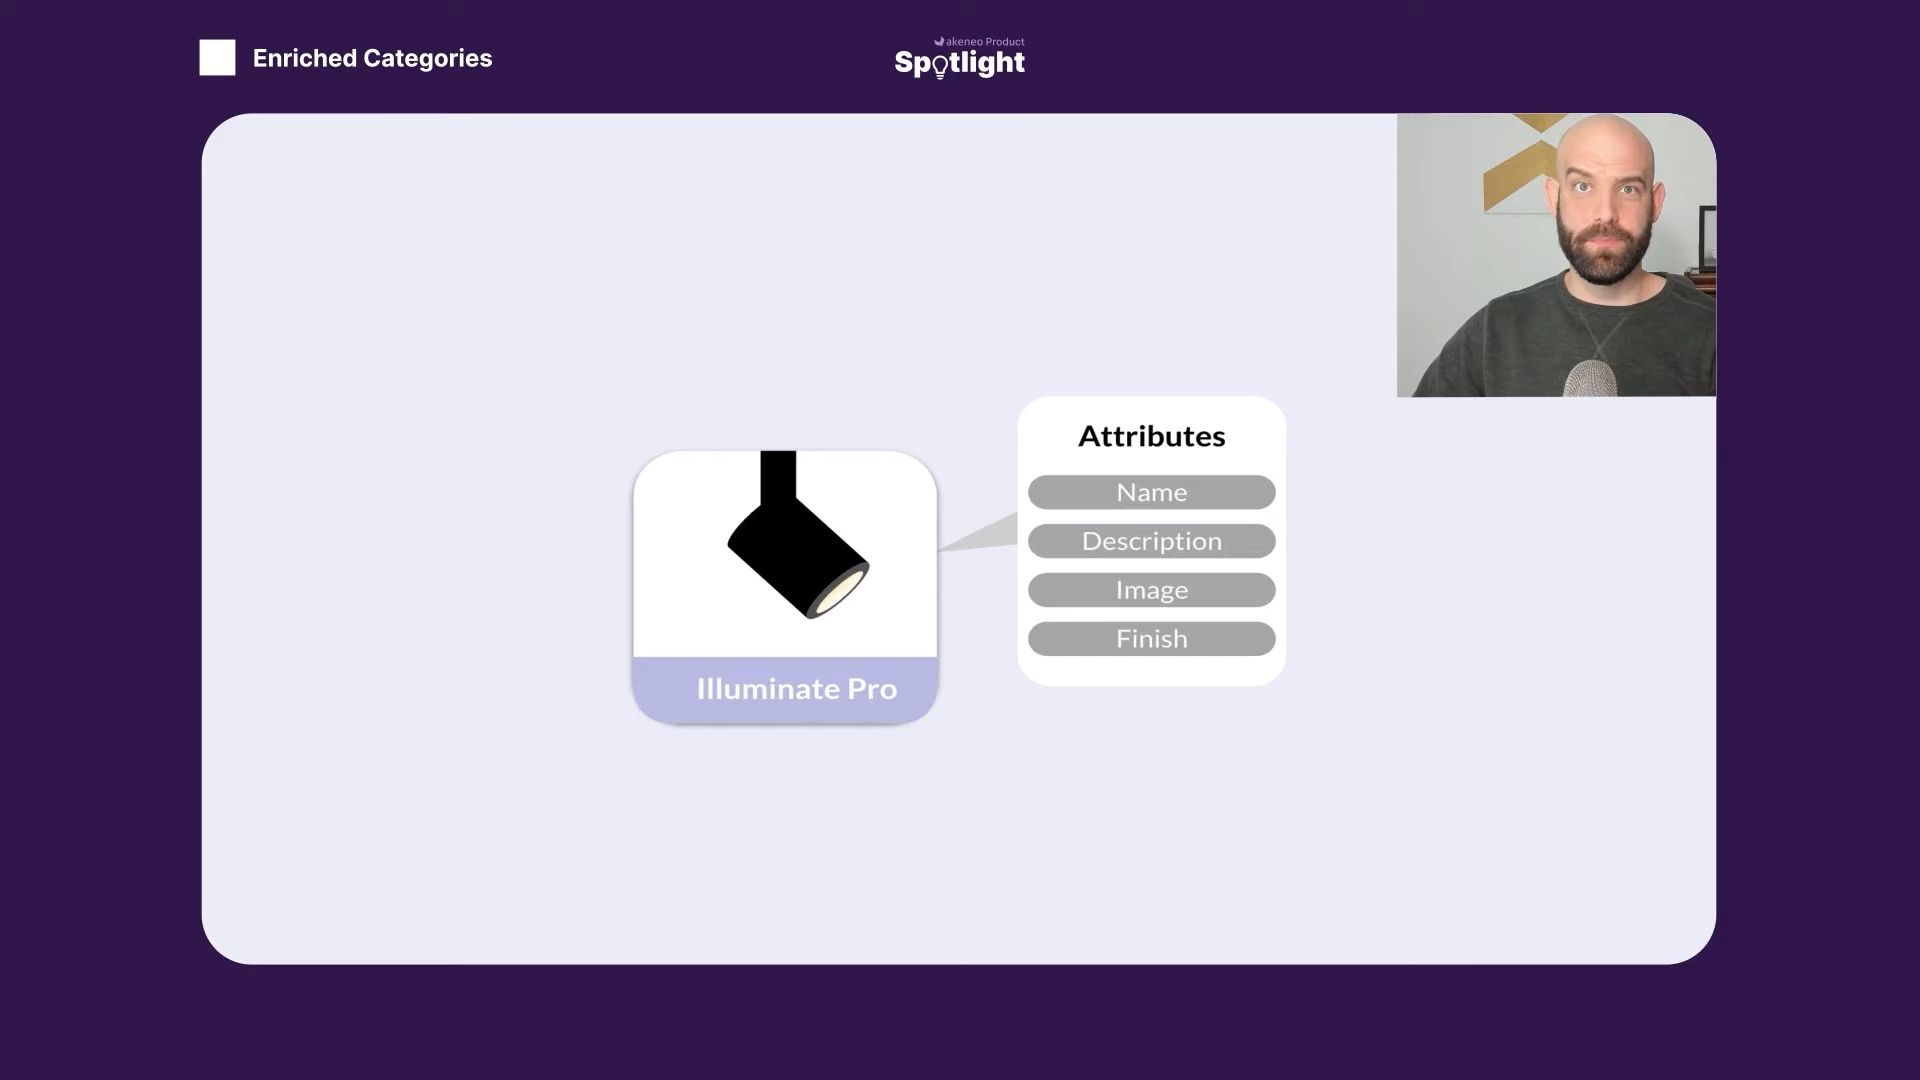 Enriched Categories
akeneo Product
Spotlight
Attributes
Name
Description
Image
Finish
Illuminate Pro